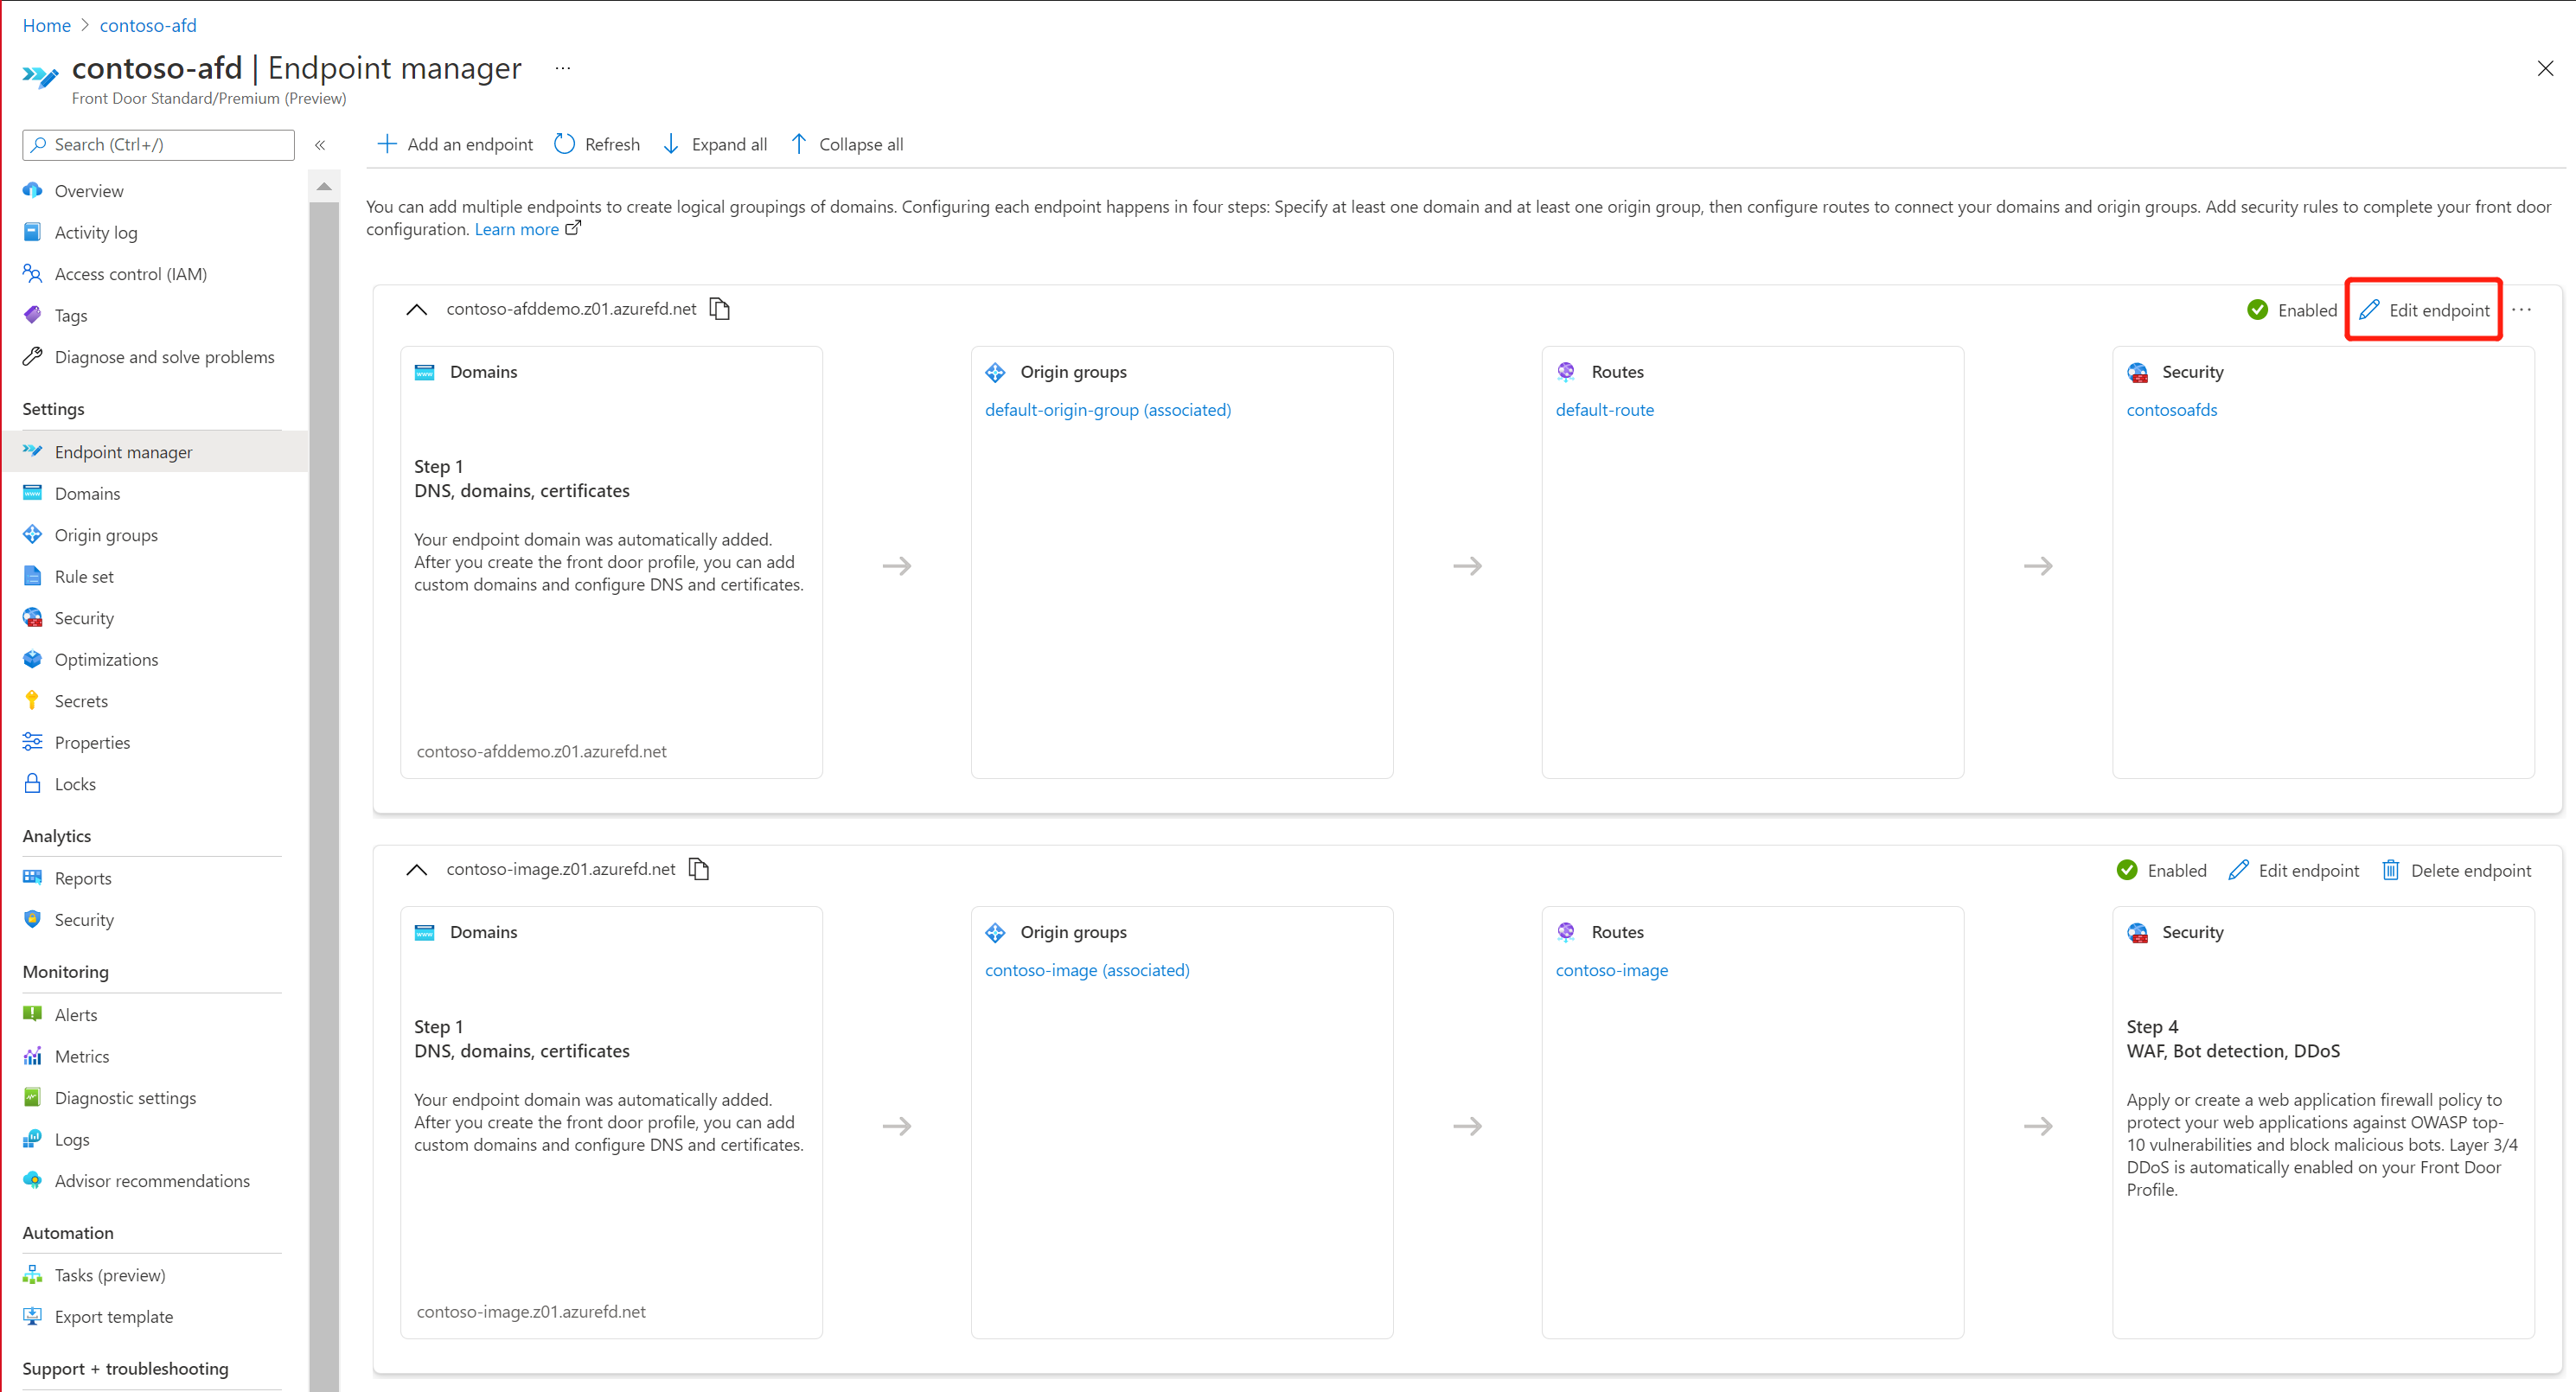 Home > contoso-afd
contoso-afd | Endpoint manager ...
Front Door Standard/Premium (Preview)
Search (Ctrl+/)
«
Add an endpoint
Refresh
Expand all
Collapse all
Overview
Activity log
Access control (IAM)
Tags
Diagnose and solve problems
Settings
Endpoint manager
Domains
Origin groups
Rule set
Security
Optimizations
Secrets
Properties
Locks
Analytics
Reports
Security
Monitoring
Alerts
Metrics
Diagnostic settings
Logs
Advisor recommendations
Automation
Tasks (preview)
Export template
Support + troubleshooting
You can add multiple endpoints to create logical groupings of domains. Configuring each endpoint happens in four steps: Specify at least one domain and at least one origin group, then configure routes to connect your domains and origin groups. Add security rules to complete your front door
configuration. Learn more
contoso-afddemo.z01.azurefd.net
Enabled
Edit endpoint
...
Domains
Step 1
DNS, domains, certificates
Your endpoint domain was automatically added.
After you create the front door profile, you can add
custom domains and configure DNS and certificates.
contoso-afddemo.z01.azurefd.net
Origin groups
default-origin-group (associated)
Routes
default-route
Security
contosoafds
contoso-image.z01.azurefd.net
Enabled
Edit endpoint
Delete endpoint
Domains
Step 1
DNS, domains, certificates
Your endpoint domain was automatically added.
After you create the front door profile, you can add
custom domains and configure DNS and certificates.
contoso-image.z01.azurefd.net
Origin groups
contoso-image (associated)
Routes
contoso-image
Security
Step 4
WAF, Bot detection, DDoS
Apply or create a web application firewall policy to
protect your web applications against OWASP top-
10 vulnerabilities and block malicious bots. Layer 3/4
DDoS is automatically enabled on your Front Door
Profile.